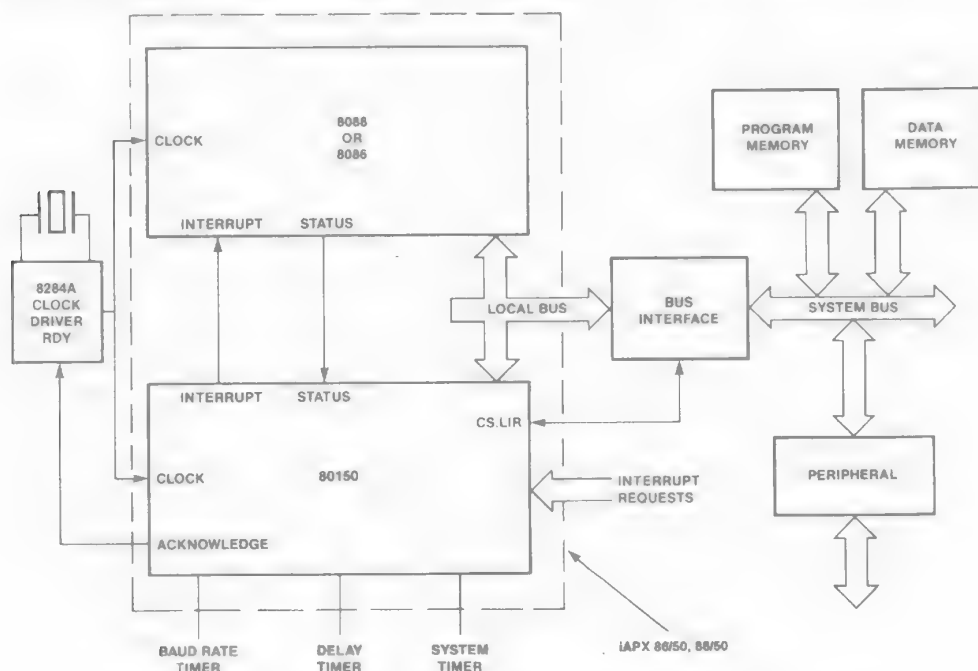 8088
OR
8086
CLOCK
INTERRUPT STATUS
PROGRAM
MEMORY
DATA
MEMORY
8284A
CLOCK
DRIVER
RDY
LOCAL BUS
BUS
INTERFACE
SYSTEM BUS
INTERRUPT STATUS
CS.LIR
CLOCK
80150
INTERRUPT
REQUESTS
PERIPHERAL
ACKNOWLEDGE
BAUD RATE
TIMER
DELAY
TIMER
SYSTEM
TIMER
iAPX 86/50, 88/50